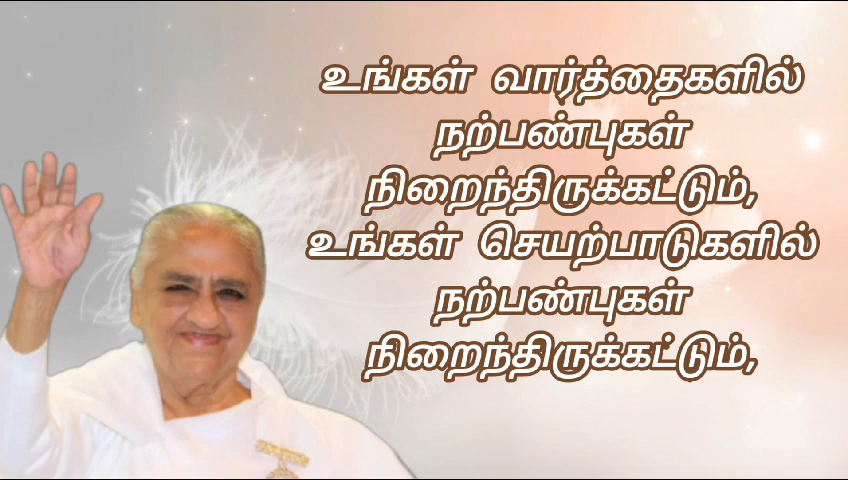 உங்கள் வார்த்தைகளில்
நற்பண்புகள்
நிறைந்திருக்கட்டும்,
உங்கள் செயற்பாடுகளில்
நற்பண்புகள்
நிறைந்திருக்கட்டும்,